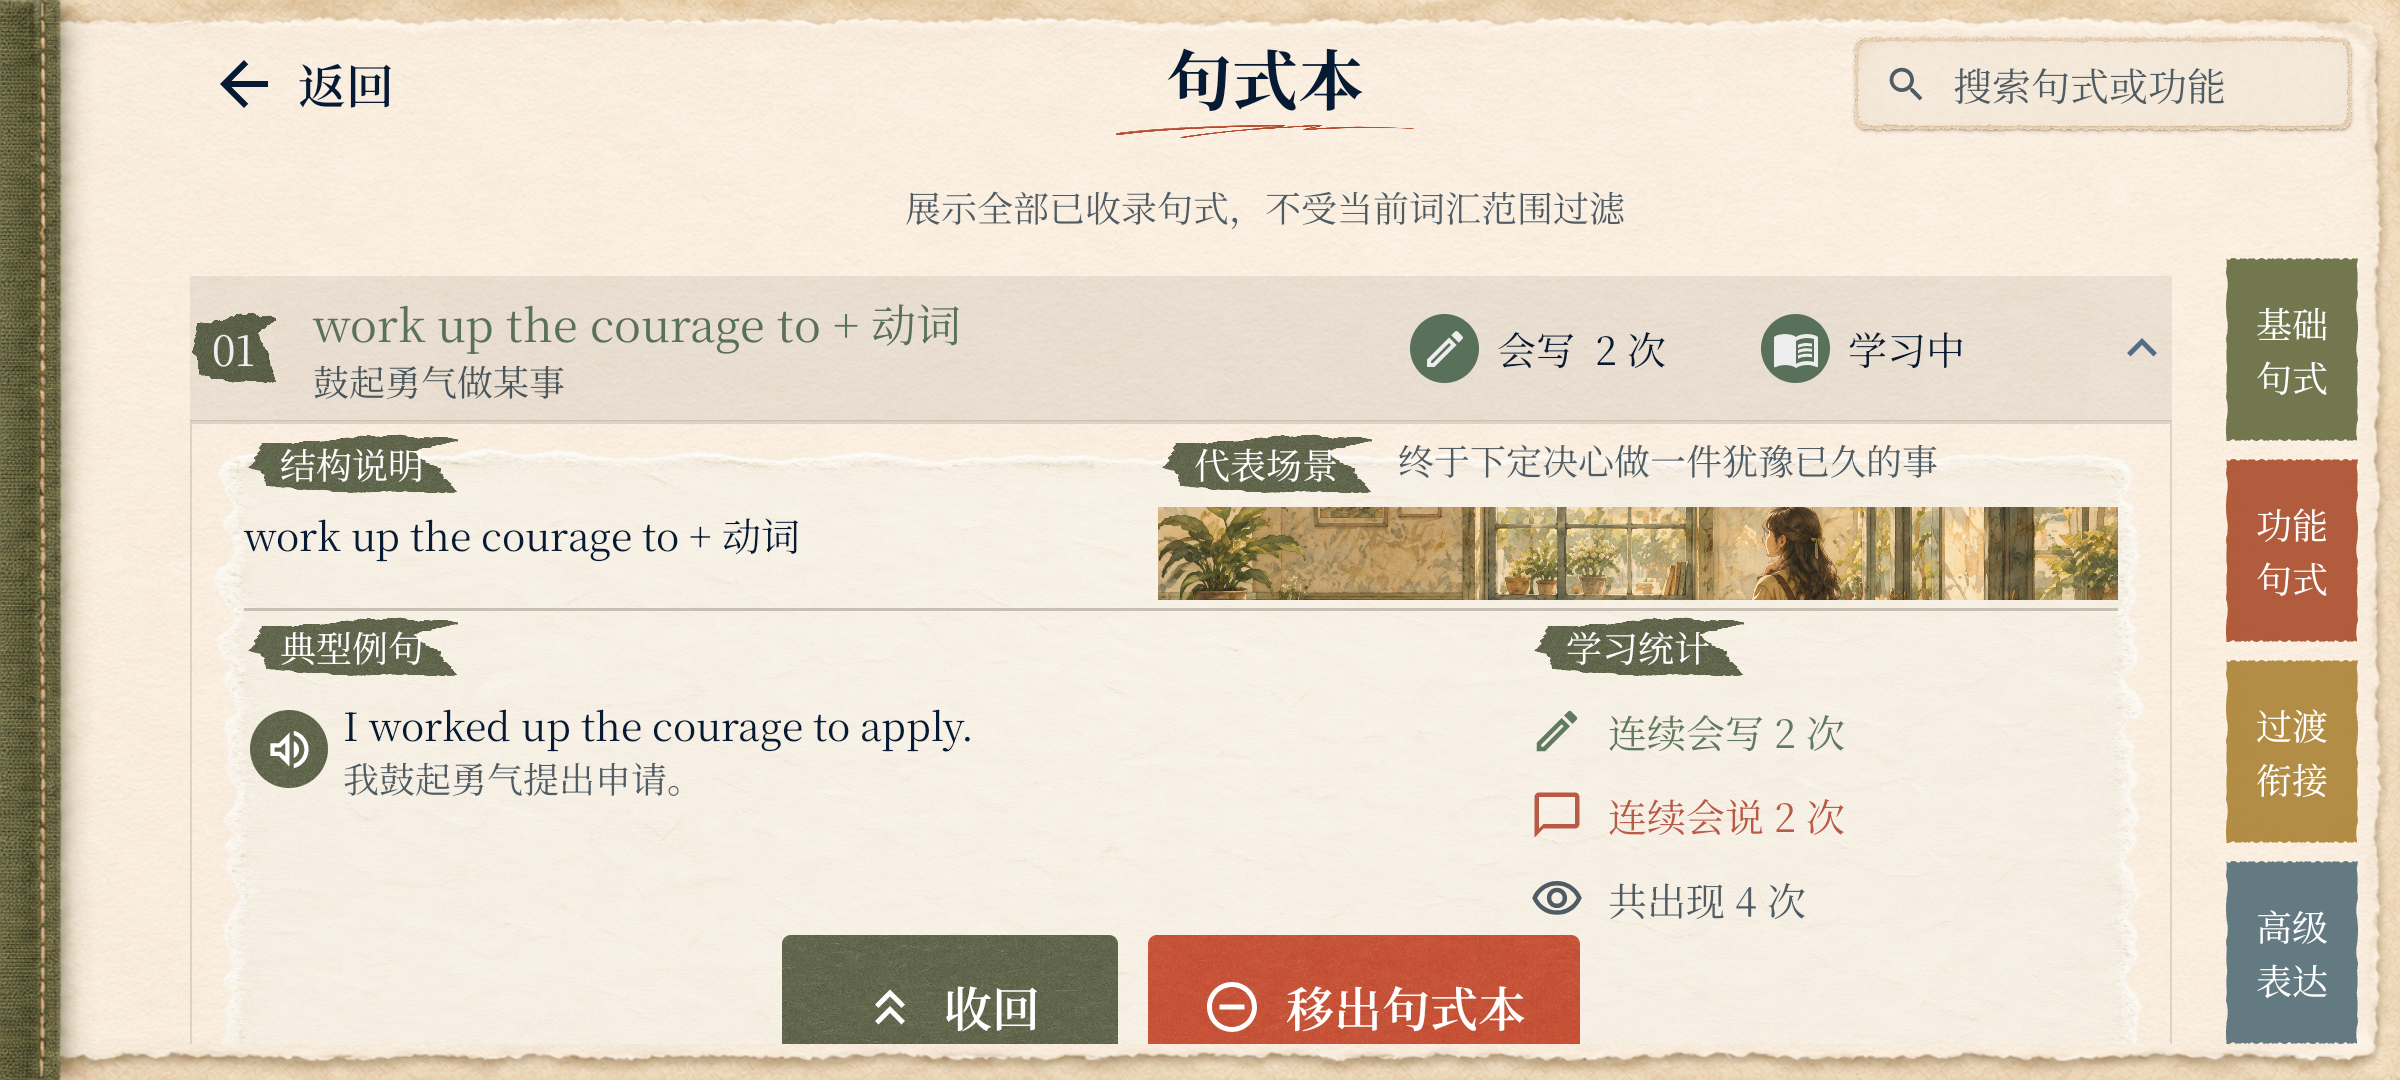 返回
句式本
搜索句式或功能
展示全部已收录句式，不受当前词汇范围过滤
01
work up the courage to + 动词
鼓起勇气做某事
会写 2 次
学习中
结构说明
work up the courage to + 动词
代表场景
终于下定决心做一件犹豫已久的事
典型例句
I worked up the courage to apply.
我鼓起勇气提出申请。
学习统计
连续会写 2 次
连续会说 2 次
共出现 4 次
收回
移出句式本
基础
句式
功能
句式
过渡
衔接
高级
表达